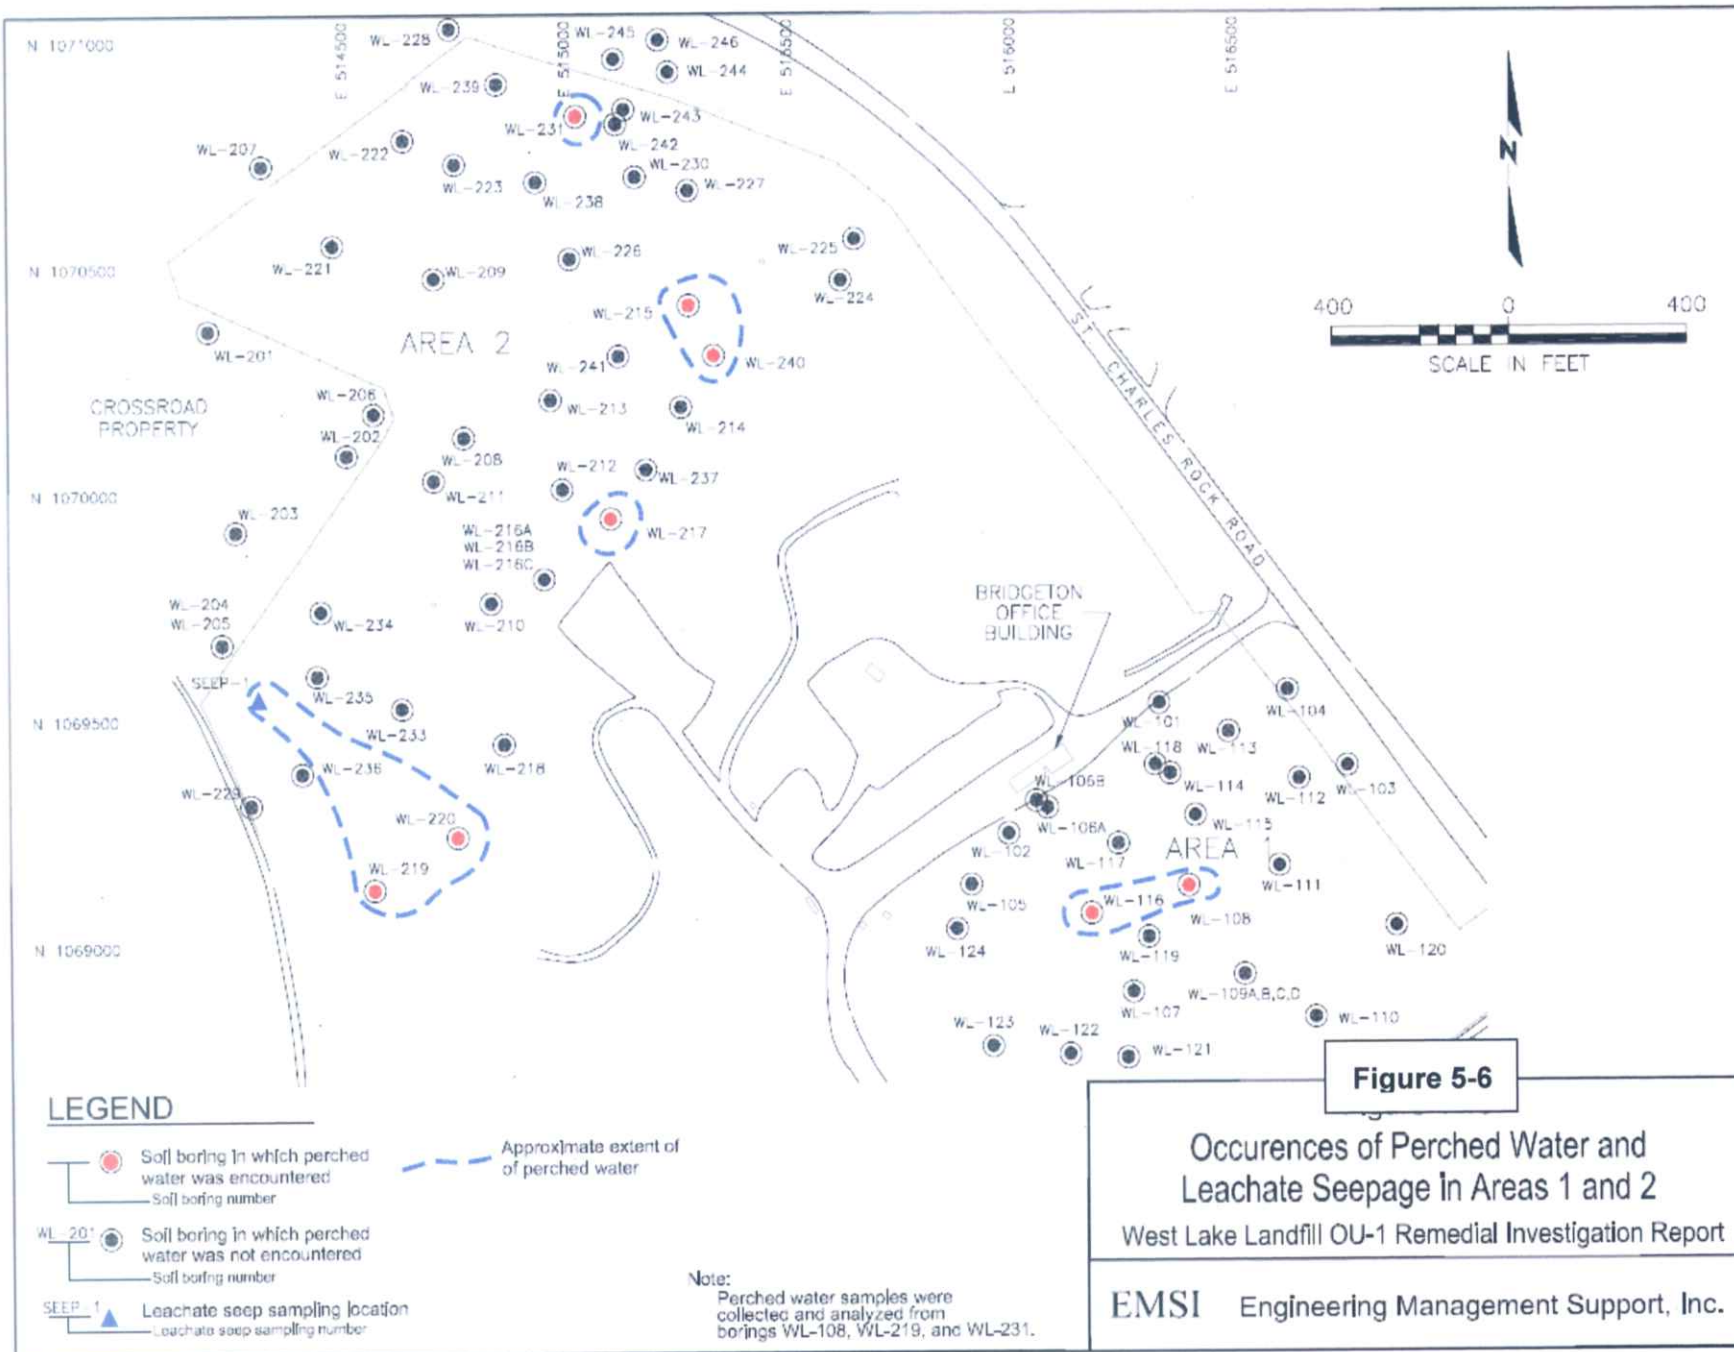 N 1071000
E 514500
E 515000
E 515500
E 516000
E 516500
WL-228
WL-245
WL-246
WL-244
WL-239
WL-231
WL-243
WL-242
WL-222
WL-207
WL-223
WL-238
WL-230
WL-227
N
WL-221
WL-226
WL-225
N 1070500
WL-209
WL-224
WL-215
400 0 400
SCALE IN FEET
AREA 2
WL-201
WL-241
WL-240
ST. CHARLES ROCK ROAD
CROSSROAD
PROPERTY
WL-206
WL-213
WL-214
WL-202
WL-208
WL-212
WL-237
WL-211
N 1070000
WL-203
WL-216A
WL-216B
WL-216C
WL-217
BRIDGETON
OFFICE
BUILDING
WL-204
WL-205
WL-234
WL-210
SEEP-1
WL-235
WL-104
WL-101
N 1069500
WL-233
WL-118
WL-113
WL-236
WL-218
WL-106B
WL-114
WL-112
WL-103
WL-229
WL-220
WL-106A
WL-115
WL-102
WL-117
AREA 1
WL-219
WL-111
WL-105
WL-116
WL-108
WL-124
WL-119
WL-120
N 1069000
WL-109A,B,C,D
WL-107
WL-110
WL-123
WL-122
WL-121
LEGEND
Soil boring in which perched
water was encountered
Soil boring number
Approximate extent of
of perched water
WL-201
Soil boring in which perched
water was not encountered
Soil boring number
SEEP-1
Leachate seep sampling location
Leachate seep sampling number
Note:
Perched water samples were
collected and analyzed from
borings WL-108, WL-219, and WL-231.
Figure 5-6
Occurences of Perched Water and
Leachate Seepage in Areas 1 and 2
West Lake Landfill OU-1 Remedial Investigation Report
EMSI Engineering Management Support, Inc.